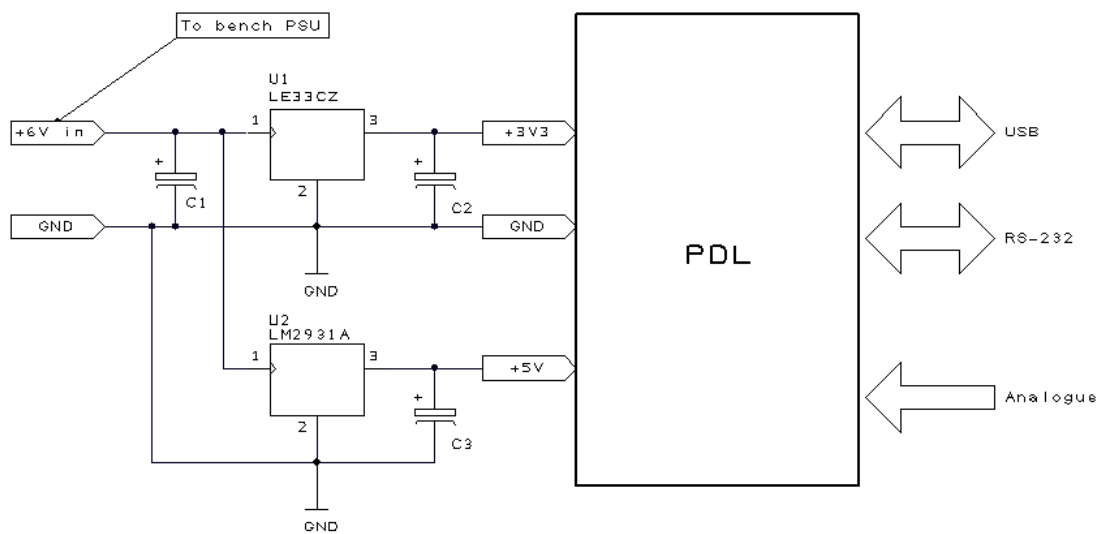 To bench PSU
U1
LE33CZ
+6V in
1
3
+3V3
USB
+
C1
2
+
C2
GND
GND
RS-232
PDL
GND
U2
LM2931A
1
3
+5V
Analogue
+
C3
2
GND